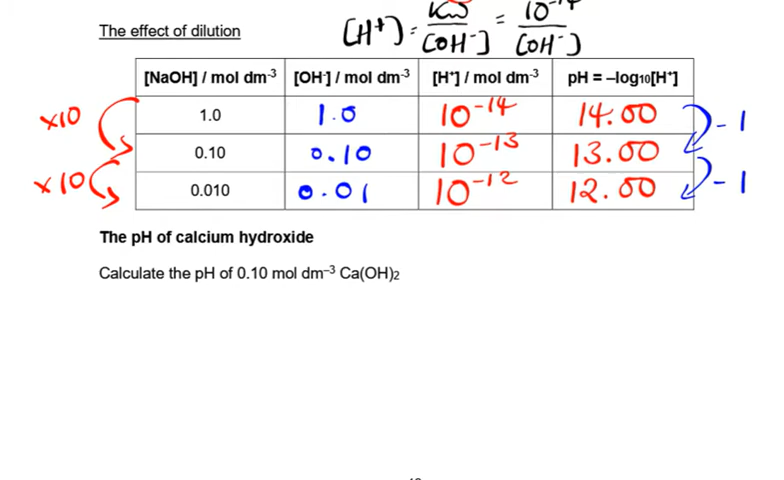 The effect of dilution
[H⁺] = Kw/[OH⁻] = 10⁻¹⁴/[OH⁻]
[NaOH] / mol dm⁻³ [OH⁻] / mol dm⁻³ [H⁺] / mol dm⁻³ pH = –log₁₀[H⁺]
×10 1.0 1.0 10⁻¹⁴ 14.00 -1
0.10 0.10 10⁻¹³ 13.00
×10 0.010 0.01 10⁻¹² 12.00 -1
The pH of calcium hydroxide
Calculate the pH of 0.10 mol dm⁻³ Ca(OH)₂